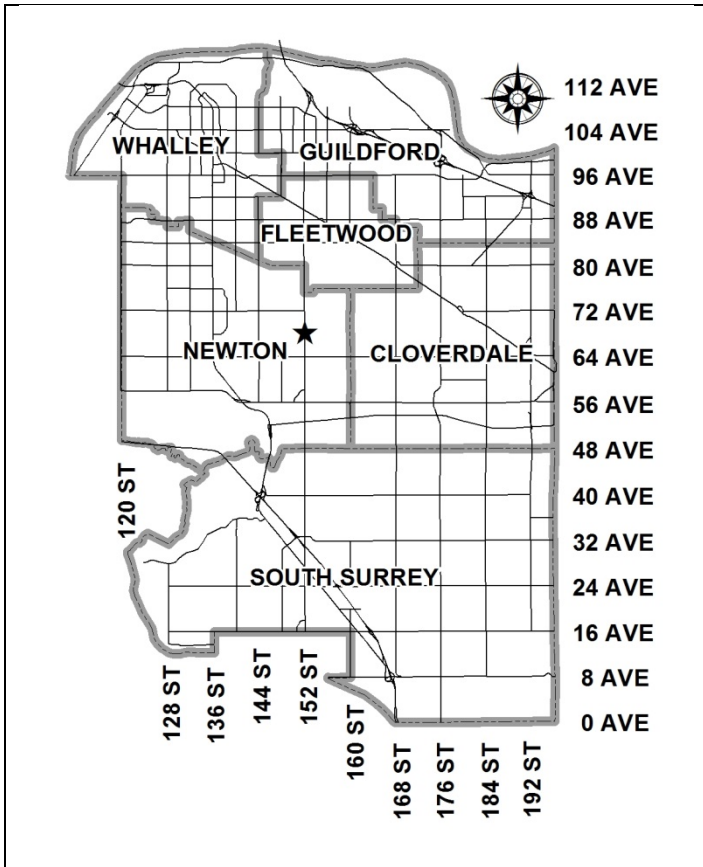 112 AVE
104 AVE
WHALLEY
GUILDFORD
96 AVE
88 AVE
FLEETWOOD
80 AVE
72 AVE
NEWTON
CLOVERDALE
64 AVE
56 AVE
48 AVE
120 ST
40 AVE
32 AVE
SOUTH SURREY
24 AVE
16 AVE
128 ST
136 ST
144 ST
152 ST
160 ST
8 AVE
0 AVE
168 ST
176 ST
184 ST
192 ST